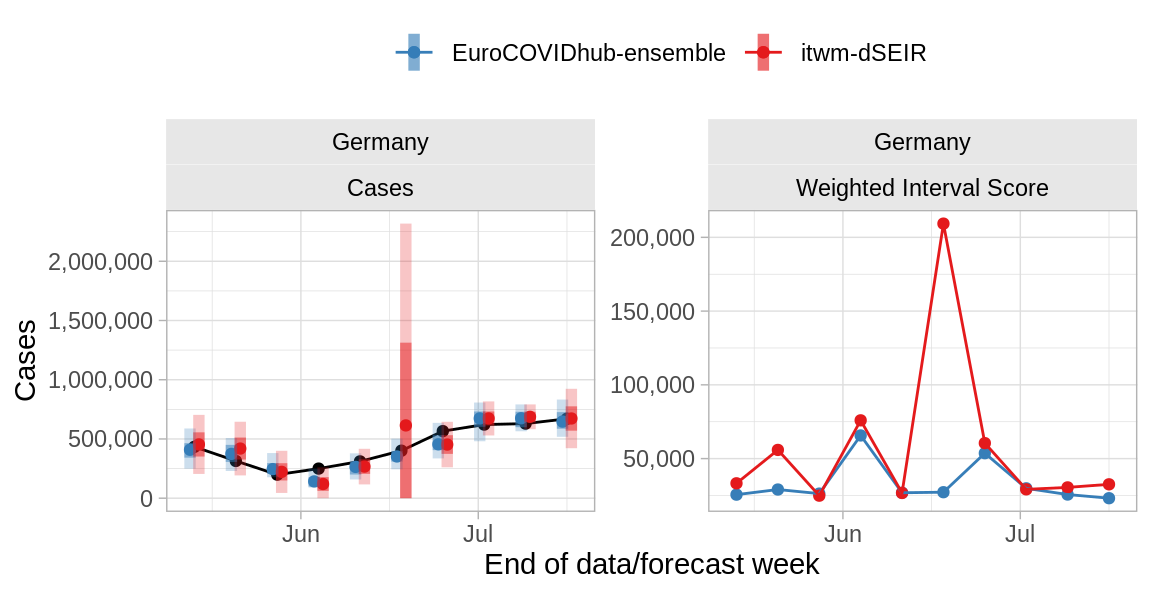 EuroCOVIDhub-ensemble itwm-dSEIR
Germany
Cases
Cases
2,000,000
1,500,000
1,000,000
500,000
0
Jun Jul
Germany
Weighted Interval Score
200,000
150,000
100,000
50,000
Jun Jul
End of data/forecast week